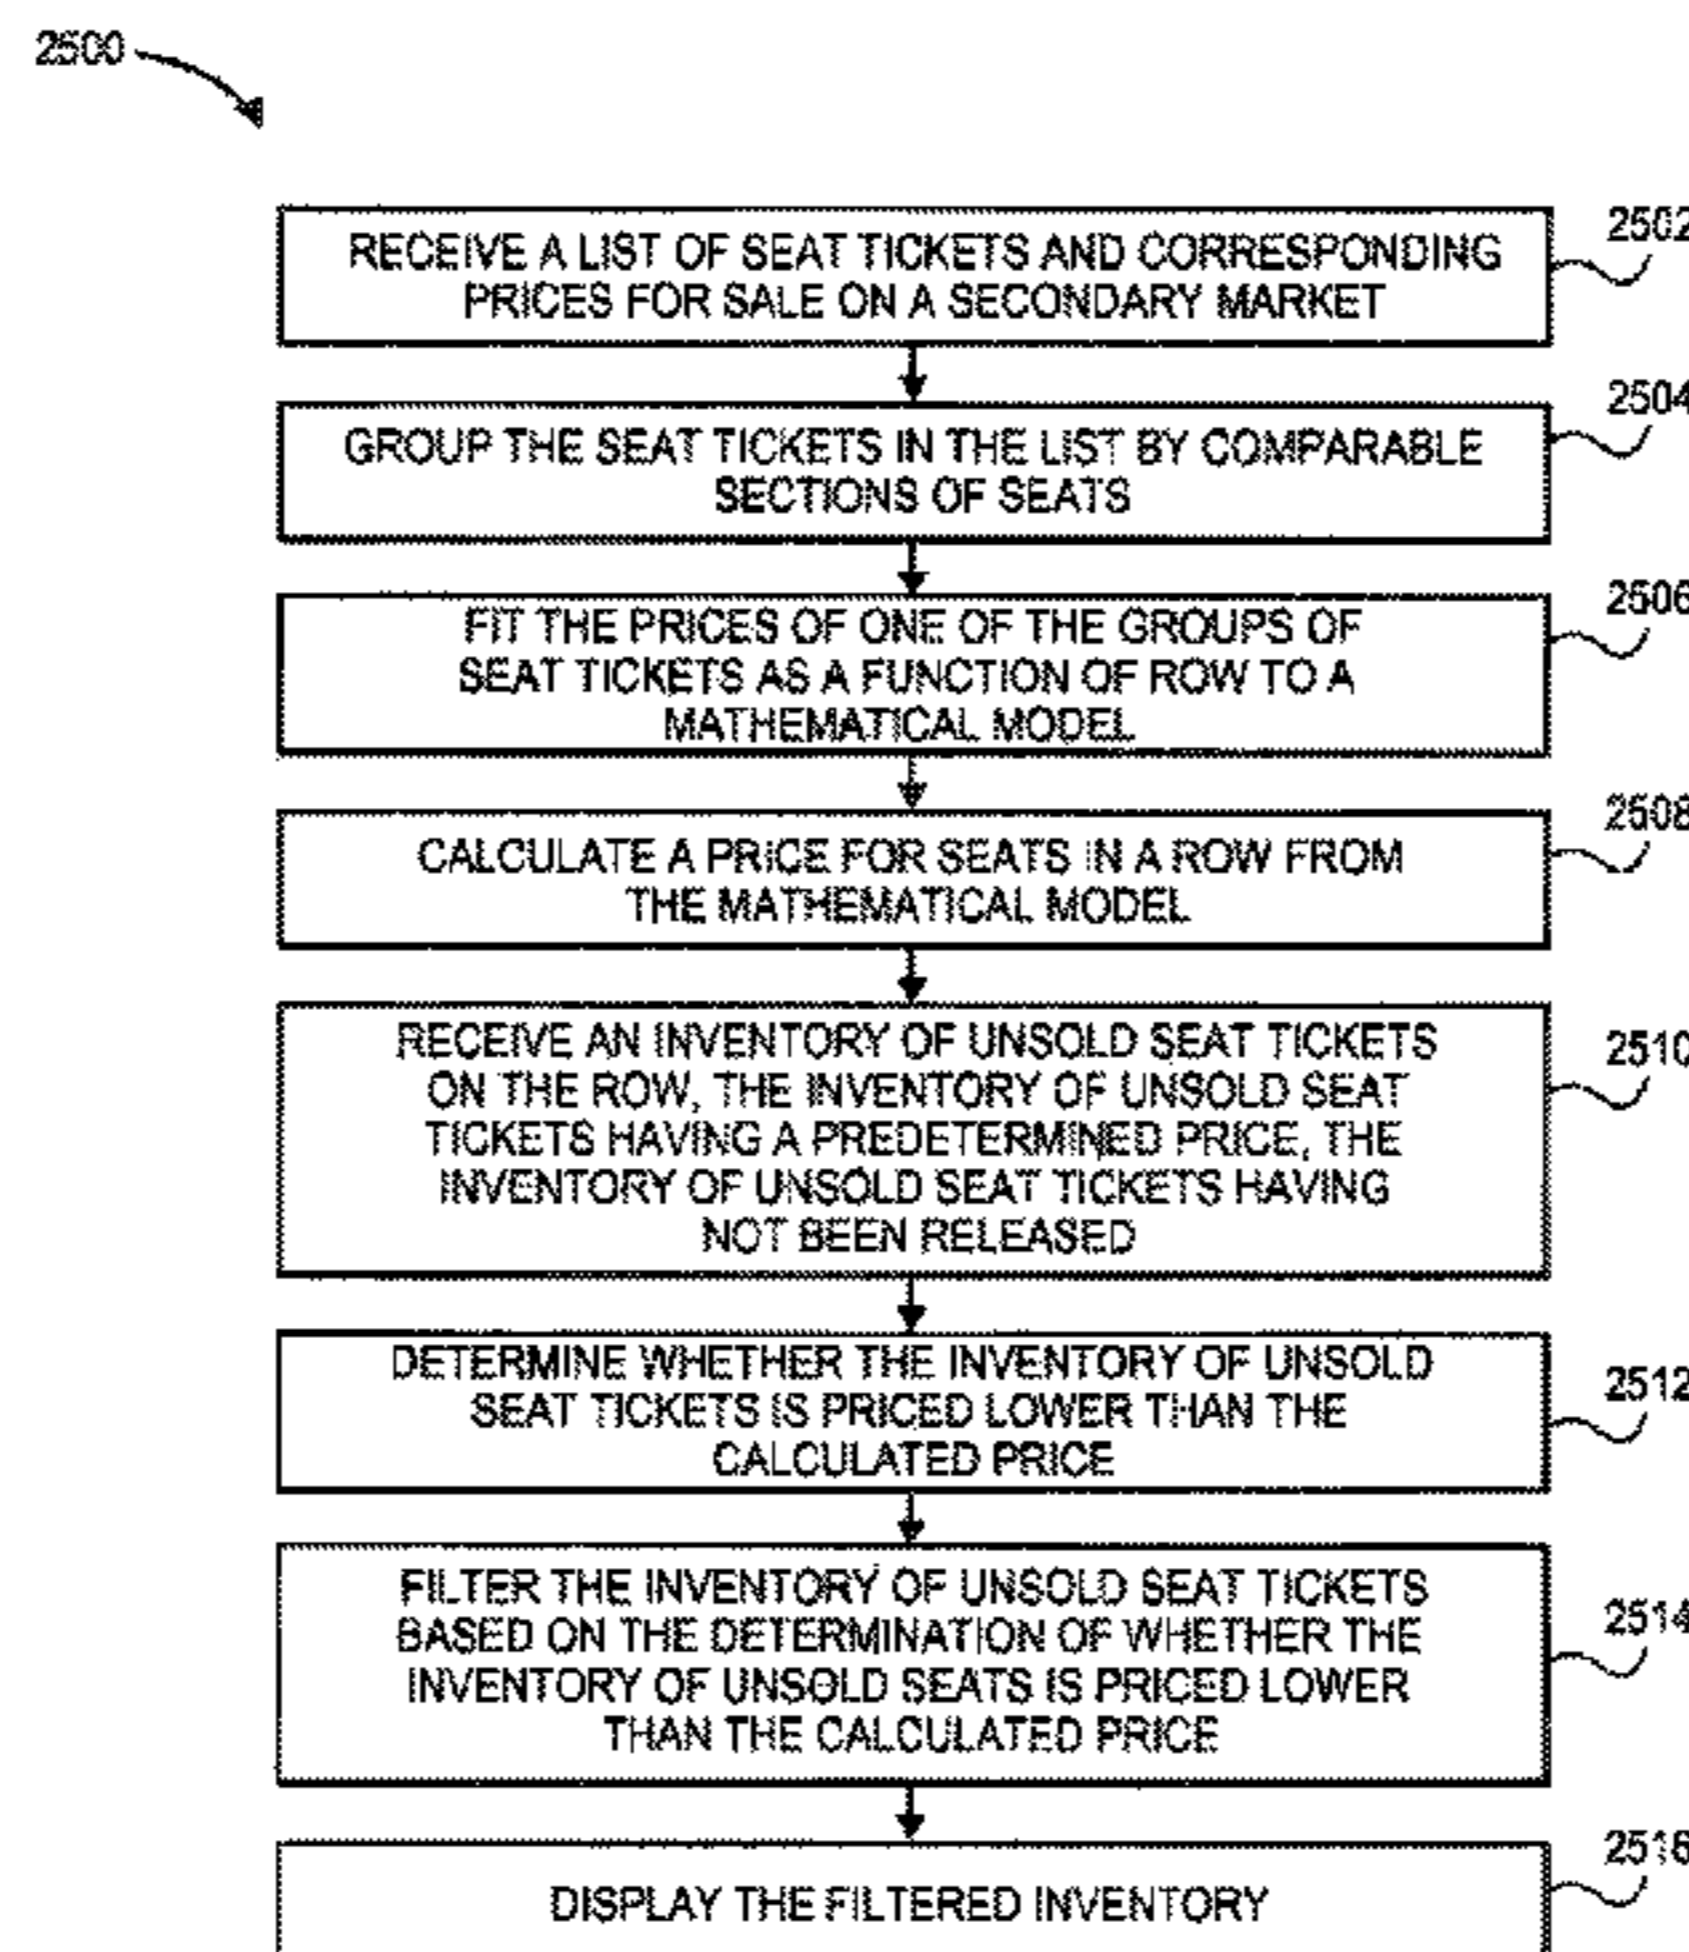 2500
2502
RECEIVE A LIST OF SEAT TICKETS AND CORRESPONDING
PRICES FOR SALE ON A SECONDARY MARKET
2504
GROUP THE SEAT TICKETS IN THE LIST BY COMPARABLE
SECTIONS OF SEATS
2506
FIT THE PRICES OF ONE OF THE GROUPS OF
SEAT TICKETS AS A FUNCTION OF ROW TO A
MATHEMATICAL MODEL
2508
CALCULATE A PRICE FOR SEATS IN A ROW FROM
THE MATHEMATICAL MODEL
2510
RECEIVE AN INVENTORY OF UNSOLD SEAT TICKETS
ON THE ROW, THE INVENTORY OF UNSOLD SEAT
TICKETS HAVING A PREDETERMINED PRICE, THE
INVENTORY OF UNSOLD SEAT TICKETS HAVING
NOT BEEN RELEASED
2512
DETERMINE WHETHER THE INVENTORY OF UNSOLD
SEAT TICKETS IS PRICED LOWER THAN THE
CALCULATED PRICE
2514
FILTER THE INVENTORY OF UNSOLD SEAT TICKETS
BASED ON THE DETERMINATION OF WHETHER THE
INVENTORY OF UNSOLD SEATS IS PRICED LOWER
THAN THE CALCULATED PRICE
2516
DISPLAY THE FILTERED INVENTORY